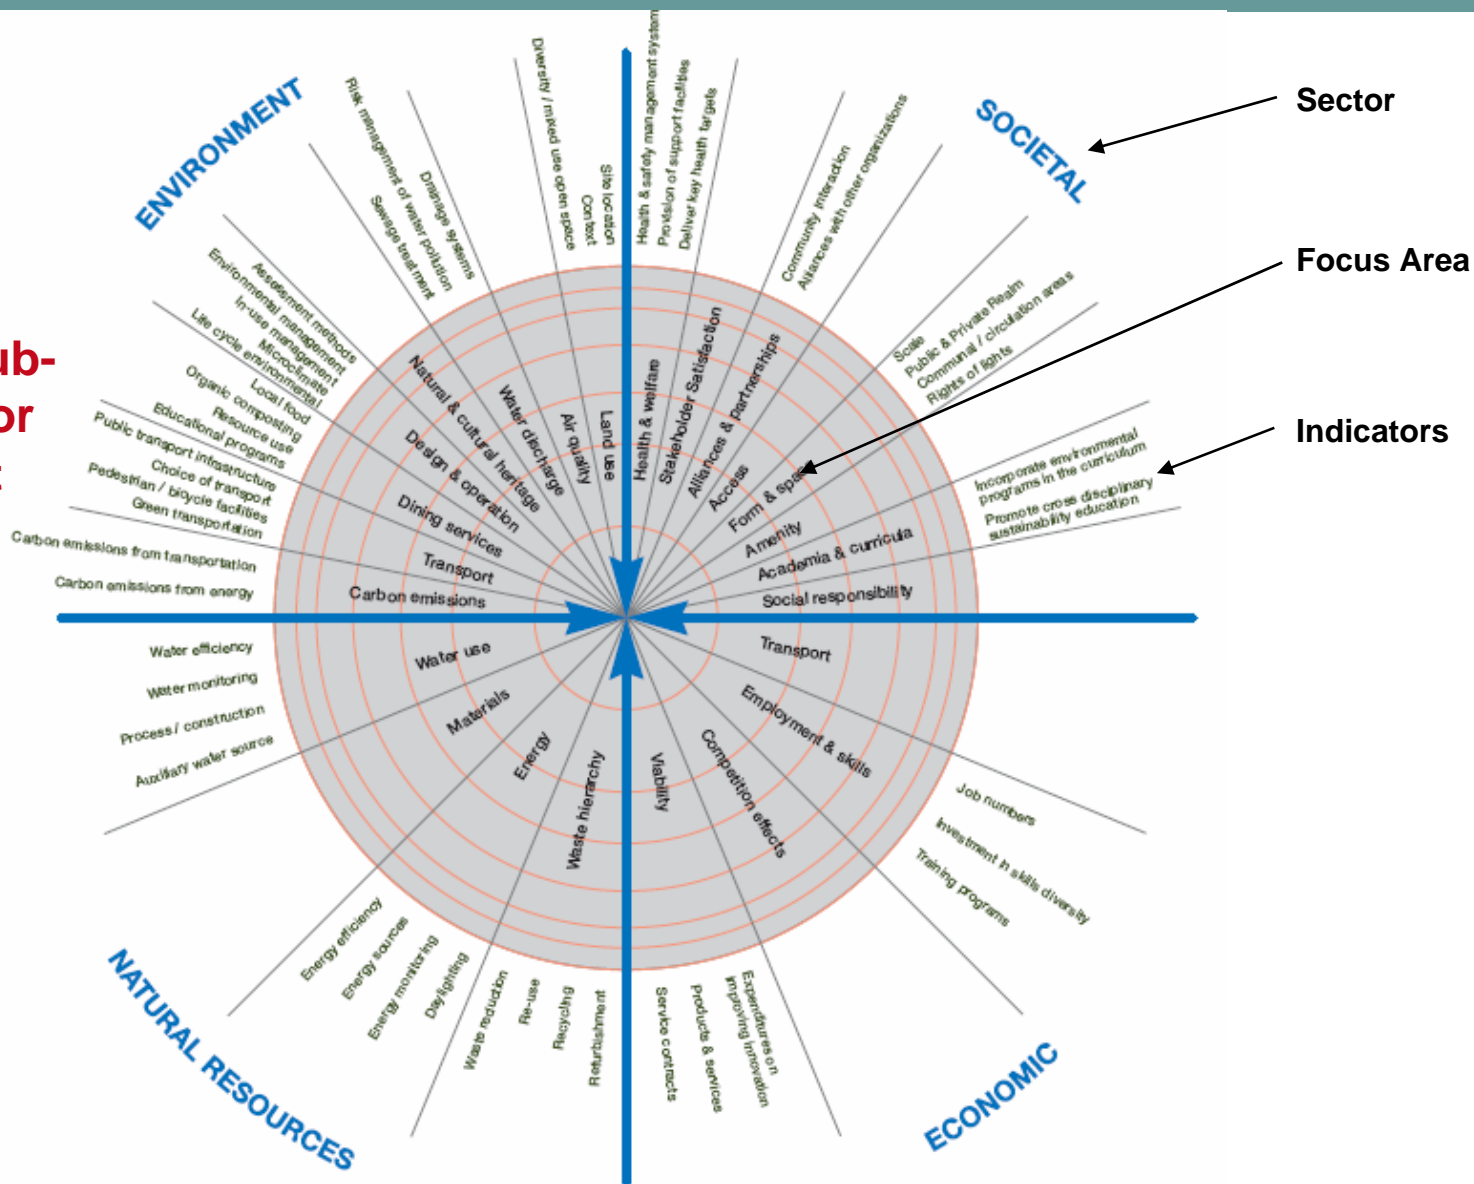 ENVIRONMENT
SOCIETAL
NATURAL RESOURCES
ECONOMIC
Sector
Focus Area
Indicators
ub-
or
Risk management of water pollution
Drainage systems
Sewage treatment
Diversity / mixed use open space
Context
Site location
Health & safety management system
Provision of support facilities
Deliver key health targets
Community interaction
Alliances with other organizations
Scale
Public & Private Realm
Communal / circulation areas
Rights of lights
Incorporate environmental
programs in the curriculum
Promote cross disciplinary
sustainability education
Assessment methods
Environmental management
In-use management
Microclimate
Life cycle environmental
Local food
Organic composting
Resource use
Educational programs
Public transport infrastructure
Choice of transport
Pedestrian / bicycle facilities
Green transportation
Carbon emissions from transportation
Carbon emissions from energy
Water efficiency
Water monitoring
Process / construction
Auxiliary water source
Energy efficiency
Energy sources
Energy monitoring
Daylighting
Waste reduction
Re-use
Recycling
Refurbishment
Service contracts
Products & services
Expenditures on
improving innovation
Job numbers
Investment in skills diversity
Training programs
Land use
Air quality
Water discharge
Natural & cultural heritage
Design & operation
Dining services
Transport
Carbon emissions
Water use
Materials
Energy
Waste hierarchy
Viability
Competition effects
Employment & skills
Transport
Social responsibility
Academia & curricula
Amenity
Form & spac
Access
Alliances & partnerships
Stakeholder Satisfaction
Health & welfare